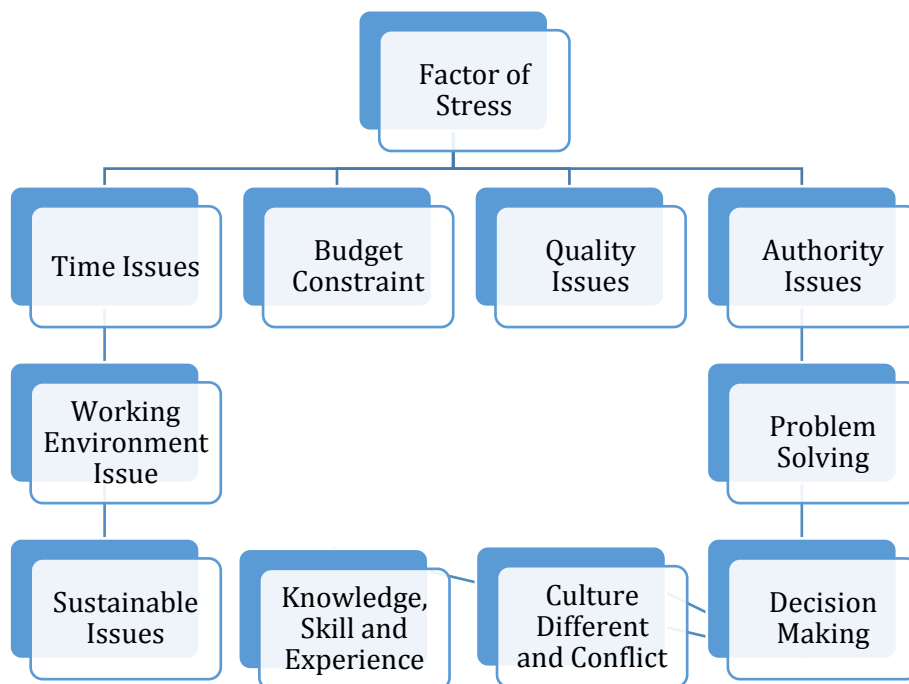 Factor of
Stress
Time Issues
Budget
Constraint
Quality
Issues
Authority
Issues
Working
Environment
Issue
Problem
Solving
Sustainable
Issues
Knowledge,
Skill and
Experience
Culture
Different
and Conflict
Decision
Making